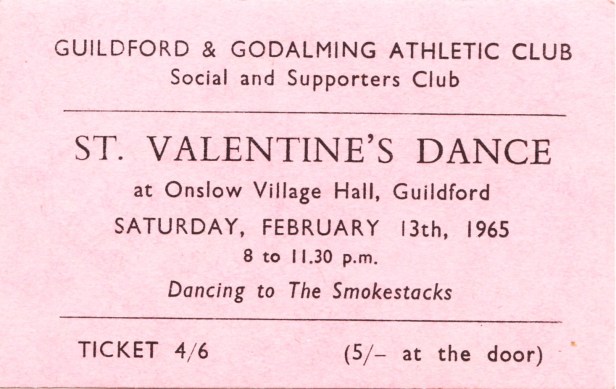 GUILDFORD & GODALMING ATHLETIC CLUB
Social and Supporters Club
ST. VALENTINE'S DANCE
at Onslow Village Hall, Guildford
SATURDAY, FEBRUARY 13th, 1965
8 to 11.30 p.m.
Dancing to The Smokestacks
TICKET 4/6 (5/– at the door)